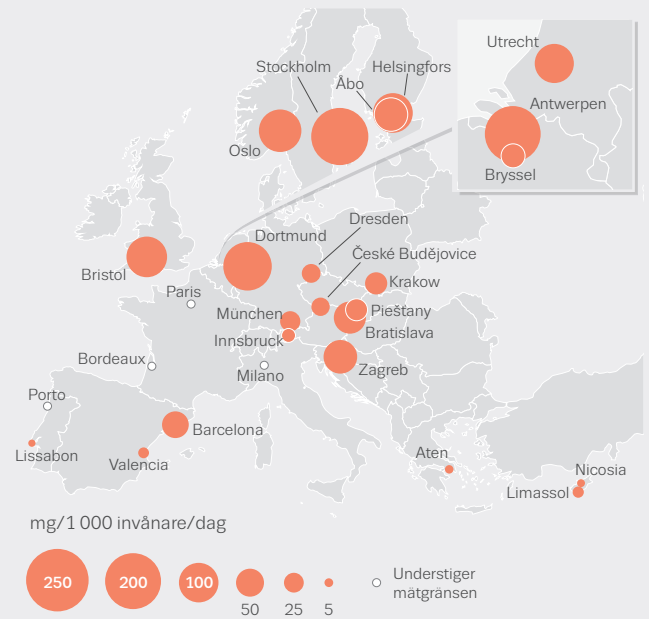 Utrecht
Antwerpen
Bryssel
Stockholm
Åbo
Helsingfors
Oslo
Dresden
Dortmund
České Budějovice
Bristol
Krakow
Paris
München
Piešťany
Bratislava
Innsbruck
Bordeaux
Milano
Zagreb
Porto
Barcelona
Lissabon
Valencia
Aten
Nicosia
Limassol
mg/1 000 invånare/dag
250
200
100
50
25
5
Understiger
mätgränsen